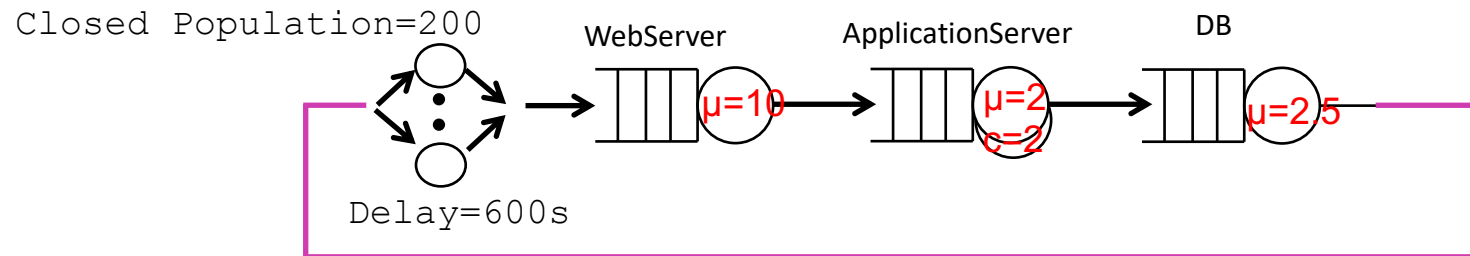 Closed Population=200
WebServer
ApplicationServer
DB
μ=10
μ=2
c=2
μ=2.5
Delay=600s